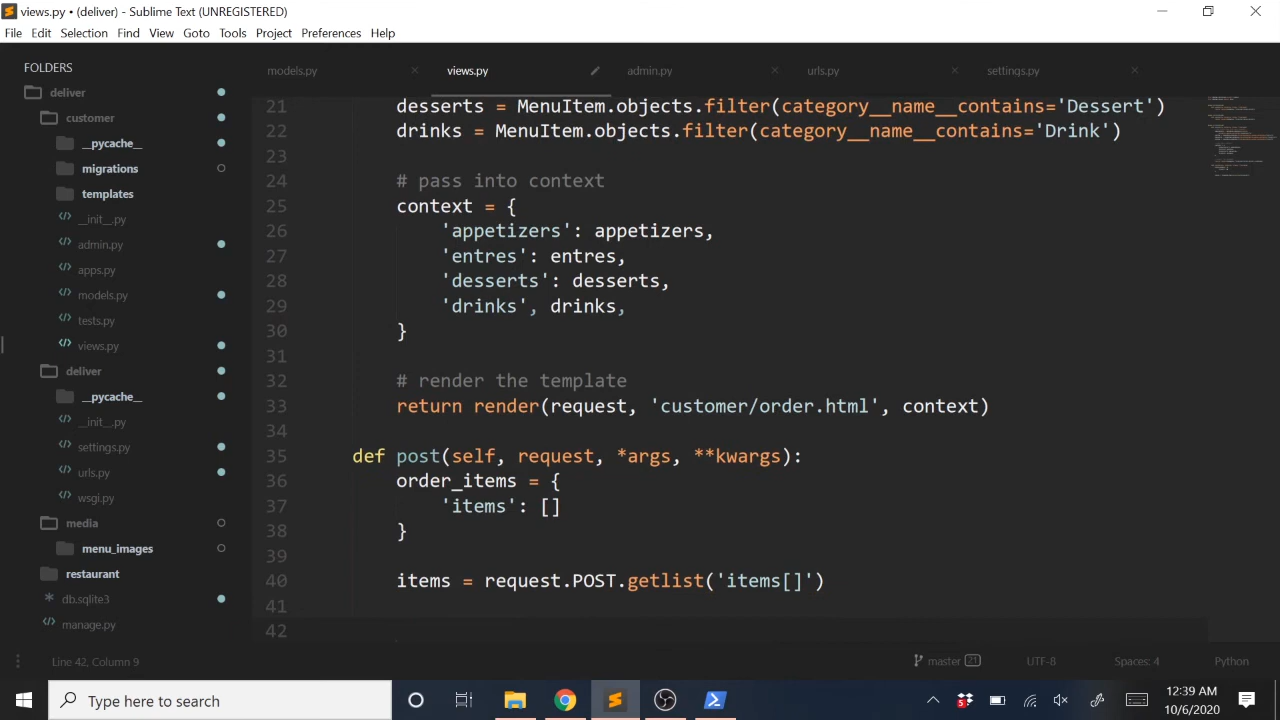 views.py • (deliver) - Sublime Text (UNREGISTERED)
File Edit Selection Find View Goto Tools Project Preferences Help
FOLDERS
deliver
customer
__pycache__
migrations
templates
__init__.py
admin.py
apps.py
models.py
tests.py
views.py
deliver
__pycache__
__init__.py
settings.py
urls.py
wsgi.py
media
menu_images
restaurant
db.sqlite3
manage.py
models.py views.py admin.py urls.py settings.py
21 desserts = MenuItem.objects.filter(category__name__contains='Dessert')
22 drinks = MenuItem.objects.filter(category__name__contains='Drink')
23
24 # pass into context
25 context = {
26 'appetizers': appetizers,
27 'entres': entres,
28 'desserts': desserts,
29 'drinks', drinks,
30 }
31
32 # render the template
33 return render(request, 'customer/order.html', context)
34
35 def post(self, request, *args, **kwargs):
36 order_items = {
37 'items': []
38 }
39
40 items = request.POST.getlist('items[]')
41
42
Line 42, Column 9 master 21 UTF-8 Spaces: 4 Python
Type here to search
12:39 AM
10/6/2020